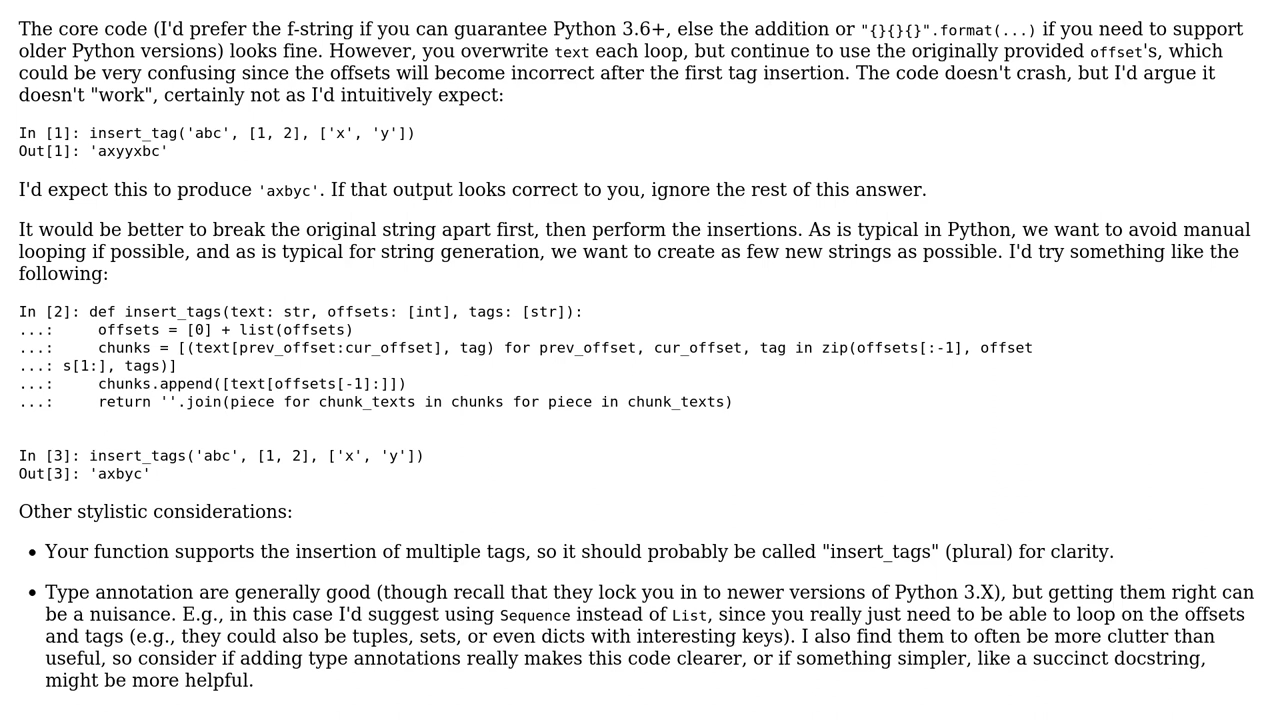 The core code (I'd prefer the f-string if you can guarantee Python 3.6+, else the addition or "{}{}{}".format(...) if you need to support
older Python versions) looks fine. However, you overwrite text each loop, but continue to use the originally provided offset's, which
could be very confusing since the offsets will become incorrect after the first tag insertion. The code doesn't crash, but I'd argue it
doesn't "work", certainly not as I'd intuitively expect:
In [1]: insert_tag('abc', [1, 2], ['x', 'y'])
Out[1]: 'axyyxbc'
I'd expect this to produce 'axbyc'. If that output looks correct to you, ignore the rest of this answer.
It would be better to break the original string apart first, then perform the insertions. As is typical in Python, we want to avoid manual
looping if possible, and as is typical for string generation, we want to create as few new strings as possible. I'd try something like the
following:
In [2]: def insert_tags(text: str, offsets: [int], tags: [str]):
...:     offsets = [0] + list(offsets)
...:     chunks = [(text[prev_offset:cur_offset], tag) for prev_offset, cur_offset, tag in zip(offsets[:-1], offset
...: s[1:], tags)]
...:     chunks.append([text[offsets[-1]:]])
...:     return ''.join(piece for chunk_texts in chunks for piece in chunk_texts)
In [3]: insert_tags('abc', [1, 2], ['x', 'y'])
Out[3]: 'axbyc'
Other stylistic considerations:
• Your function supports the insertion of multiple tags, so it should probably be called "insert_tags" (plural) for clarity.
• Type annotation are generally good (though recall that they lock you in to newer versions of Python 3.X), but getting them right can
be a nuisance. E.g., in this case I'd suggest using Sequence instead of List, since you really just need to be able to loop on the offsets
and tags (e.g., they could also be tuples, sets, or even dicts with interesting keys). I also find them to often be more clutter than
useful, so consider if adding type annotations really makes this code clearer, or if something simpler, like a succinct docstring,
might be more helpful.